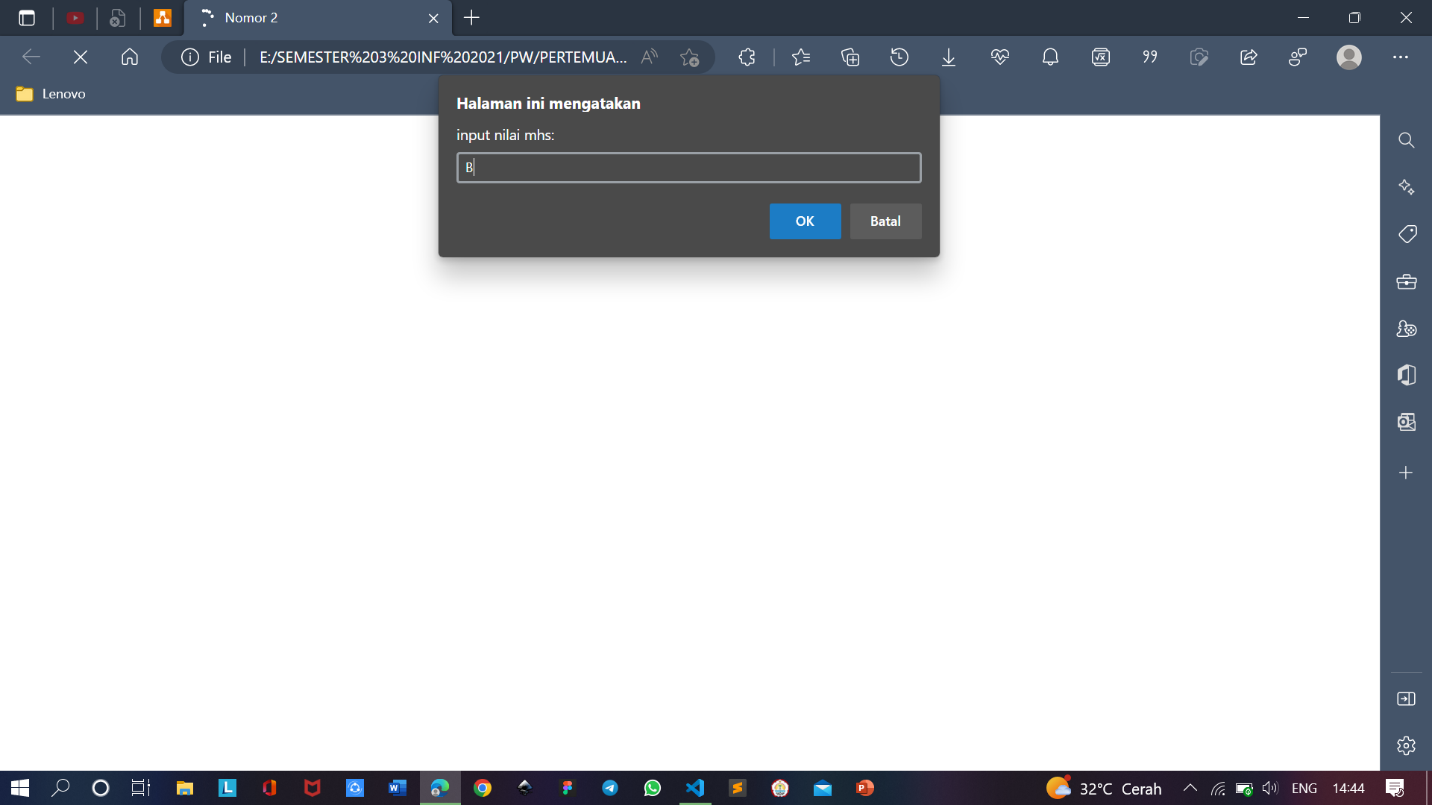 Nomor 2
File
E:/SEMESTER%203%20INF%202021/PW/PERTEMUA...
Lenovo
Halaman ini mengatakan
input nilai mhs:
B
OK
Batal
32°C Cerah
ENG
14:44